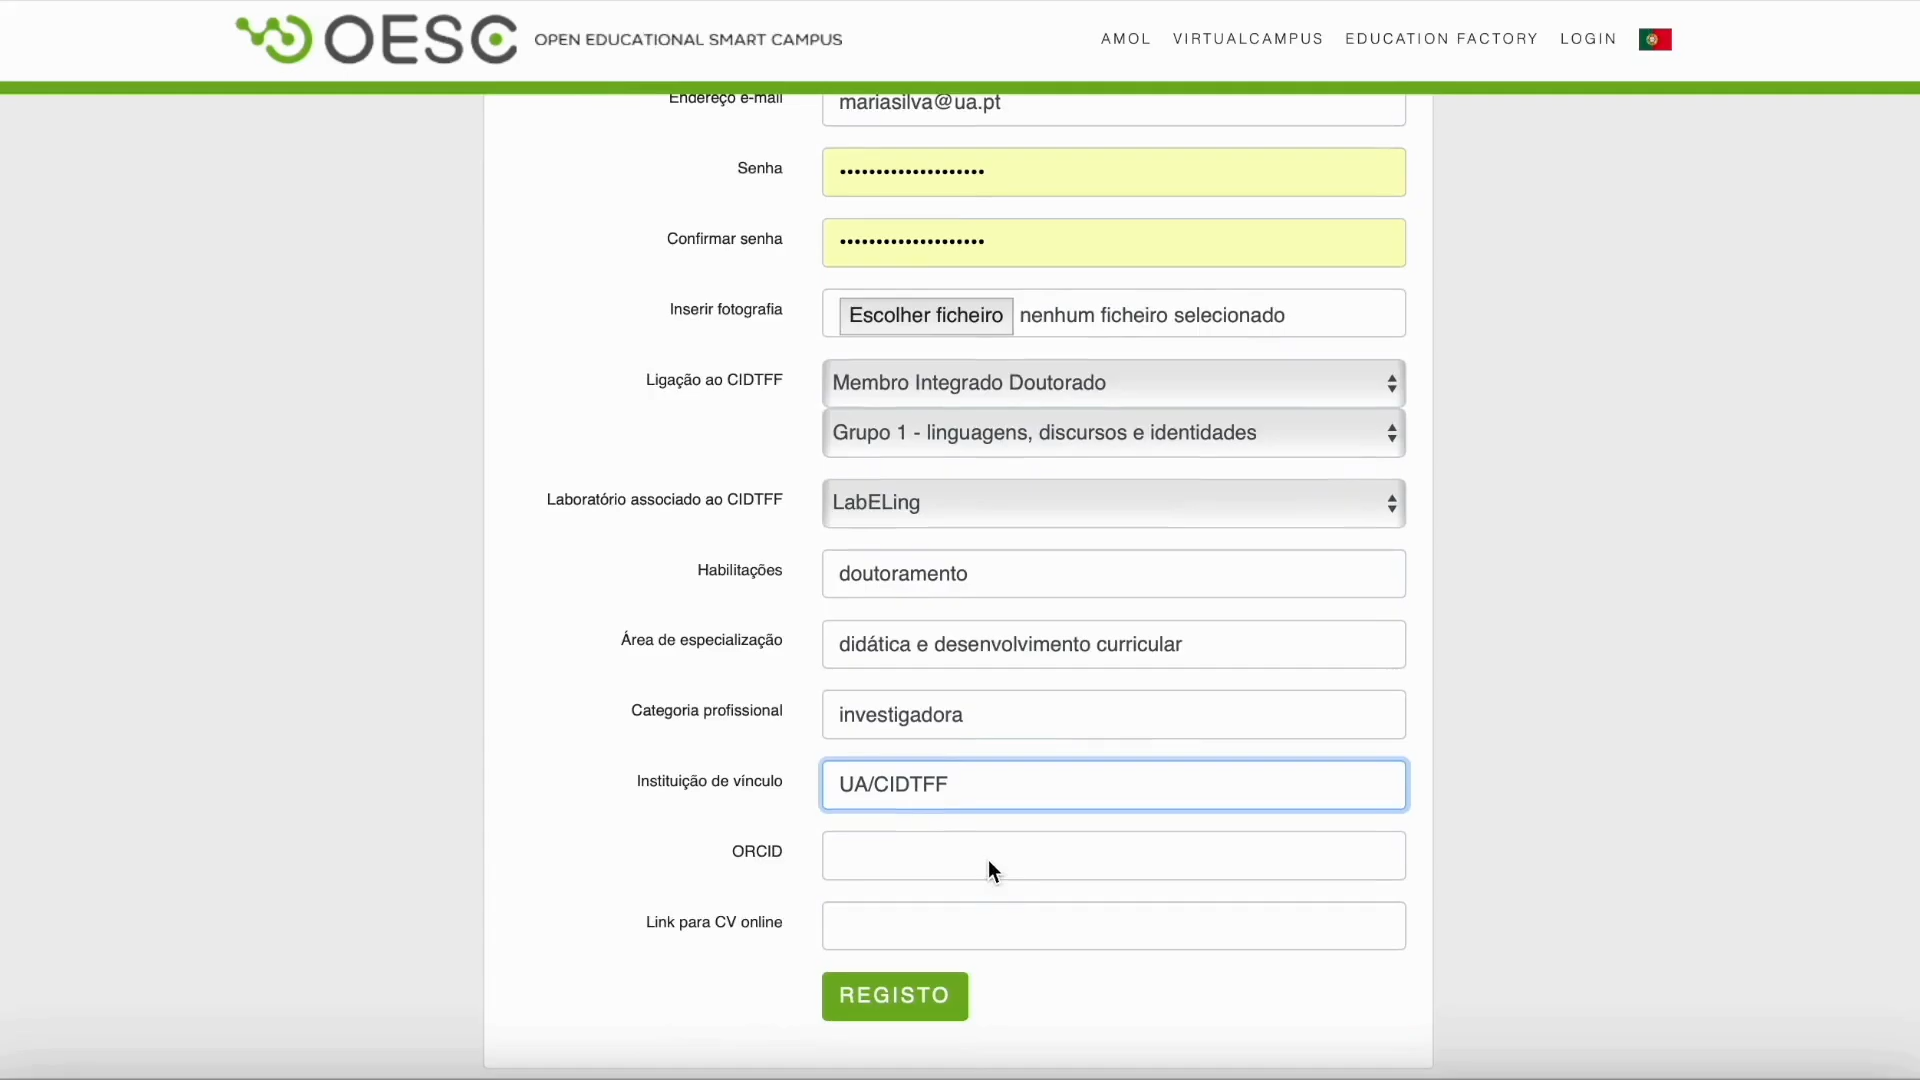 OESC OPEN EDUCATIONAL SMART CAMPUS AMOL VIRTUALCAMPUS EDUCATION FACTORY LOGIN
Endereço e-mail mariasilva@ua.pt
Senha ••••••••••••••••••••
Confirmar senha ••••••••••••••••••••
Inserir fotografia Escolher ficheiro nenhum ficheiro selecionado
Ligação ao CIDTFF Membro Integrado Doutorado
Grupo 1 - linguagens, discursos e identidades
Laboratório associado ao CIDTFF LabELing
Habilitações doutoramento
Área de especialização didática e desenvolvimento curricular
Categoria profissional investigadora
Instituição de vínculo UA/CIDTFF
ORCID
Link para CV online
REGISTO